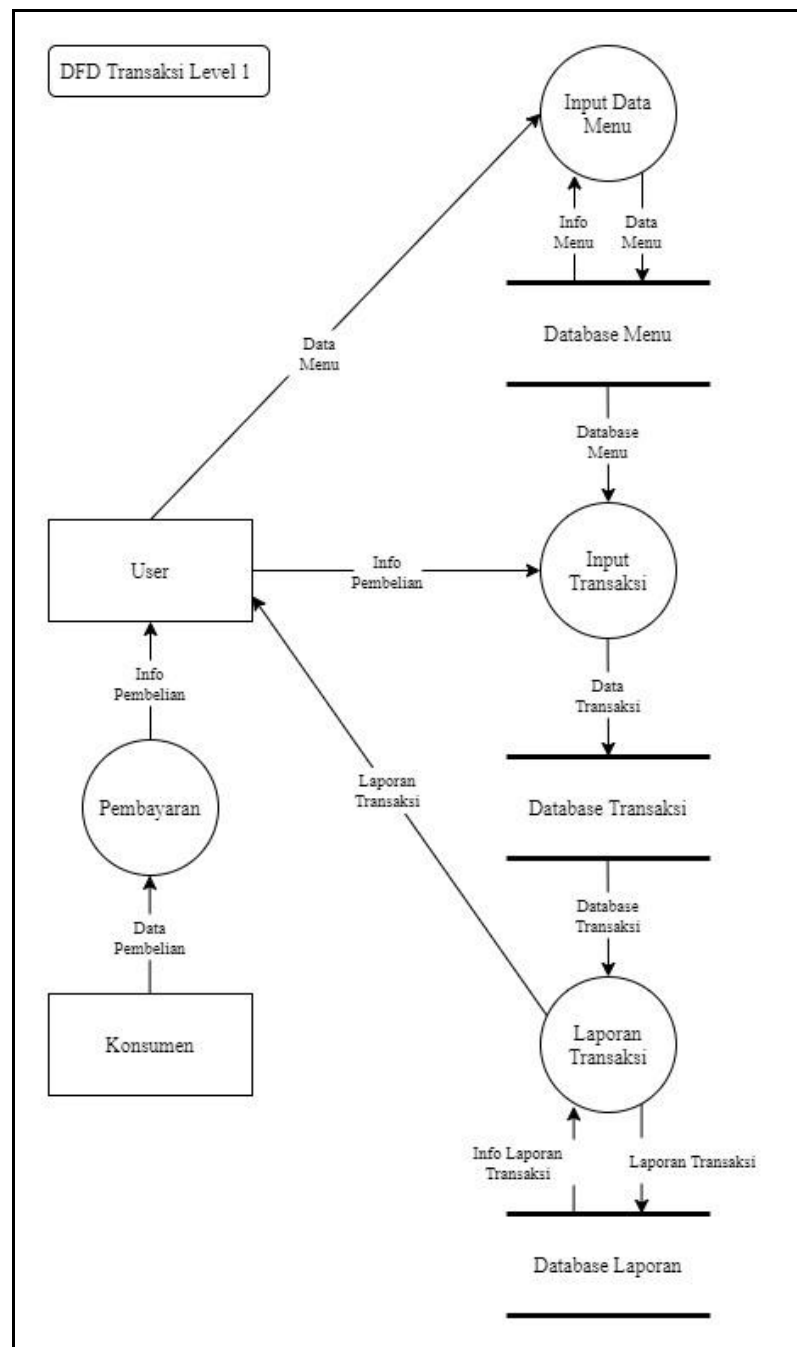 DFD Transaksi Level 1
Input Data
Menu
Info
Menu
Data
Menu
Database Menu
Data
Menu
Database
Menu
User
Info
Pembelian
Input
Transaksi
Info
Pembelian
Data
Transaksi
Pembayaran
Laporan
Transaksi
Database Transaksi
Data
Pembelian
Database
Transaksi
Konsumen
Laporan
Transaksi
Info Laporan
Transaksi
Laporan Transaksi
Database Laporan